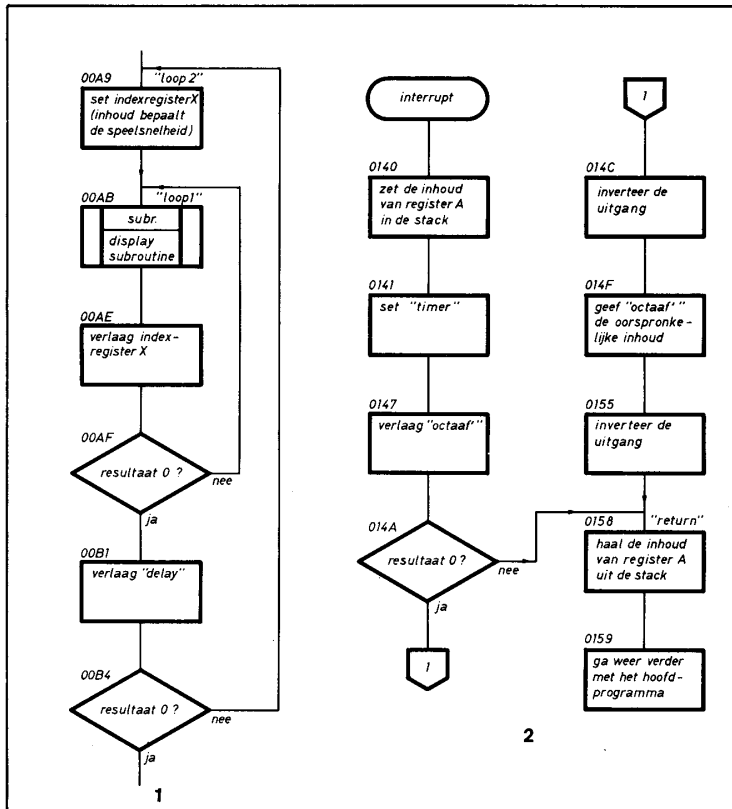 "loop 2"
00A9
set indexregister X
(inhoud bepaalt
de speelsnelheid)
"loop1"
00AB
subr.
display
subroutine
00AE
verlaag index-
register X
00AF
resultaat 0 ?
nee
ja
00B1
verlaag "delay"
00B4
resultaat 0 ?
nee
ja
1
interrupt
0140
zet de inhoud
van register A
in de stack
0141
set "timer"
0147
verlaag "octaaf'"
014A
resultaat 0 ?
nee
ja
1
1
014C
inverteer de
uitgang
014F
geef "octaaf'"
de oorspronke-
lijke inhoud
0155
inverteer de
uitgang
0158
"return"
haal de inhoud
van register A
uit de stack
0159
ga weer verder
met het hoofd-
programma
2